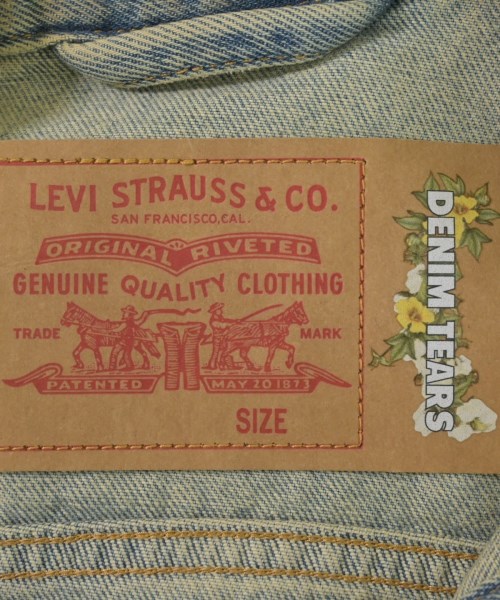 LEVI STRAUSS & CO.
SAN FRANCISCO, CAL.
ORIGINAL RIVETED
GENUINE QUALITY CLOTHING
TRADE MARK
PATENTED MAY 20 1873
SIZE
DENIM TEARS